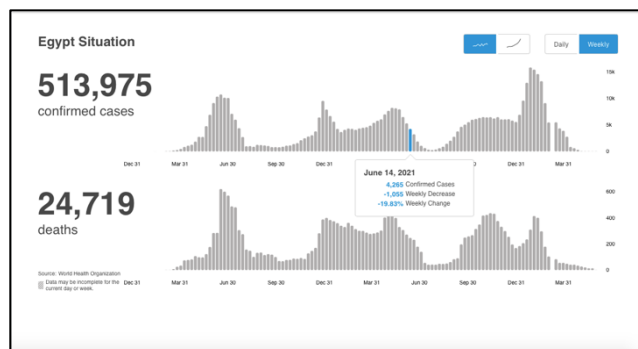 Egypt Situation
Daily Weekly
513,975
confirmed cases
15k
10k
5k
0
Dec 31 Mar 31 Jun 30 Sep 30 Dec 31 Mar 31 Sep 30 Dec 31 Mar 31
June 14, 2021
4,265 Confirmed Cases
-1,055 Weekly Decrease
-19.83% Weekly Change
24,719
deaths
600
400
200
0
Source: World Health Organization
Data may be incomplete for the
current day or week.
Dec 31 Mar 31 Jun 30 Sep 30 Dec 31 Mar 31 Jun 30 Sep 30 Dec 31 Mar 31